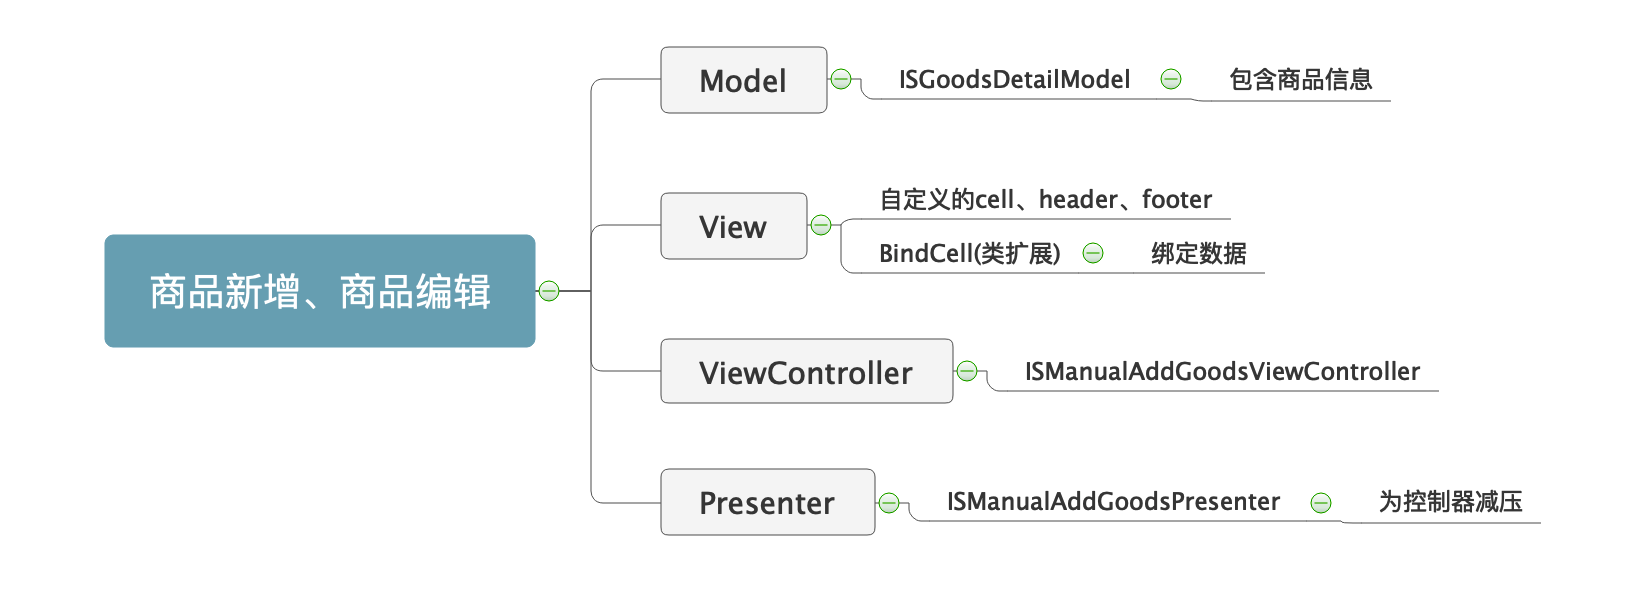 商品新增、商品编辑
Model
ISGoodsDetailModel
包含商品信息
View
自定义的cell、header、footer
BindCell(类扩展)
绑定数据
ViewController
ISManualAddGoodsViewController
Presenter
ISManualAddGoodsPresenter
为控制器减压